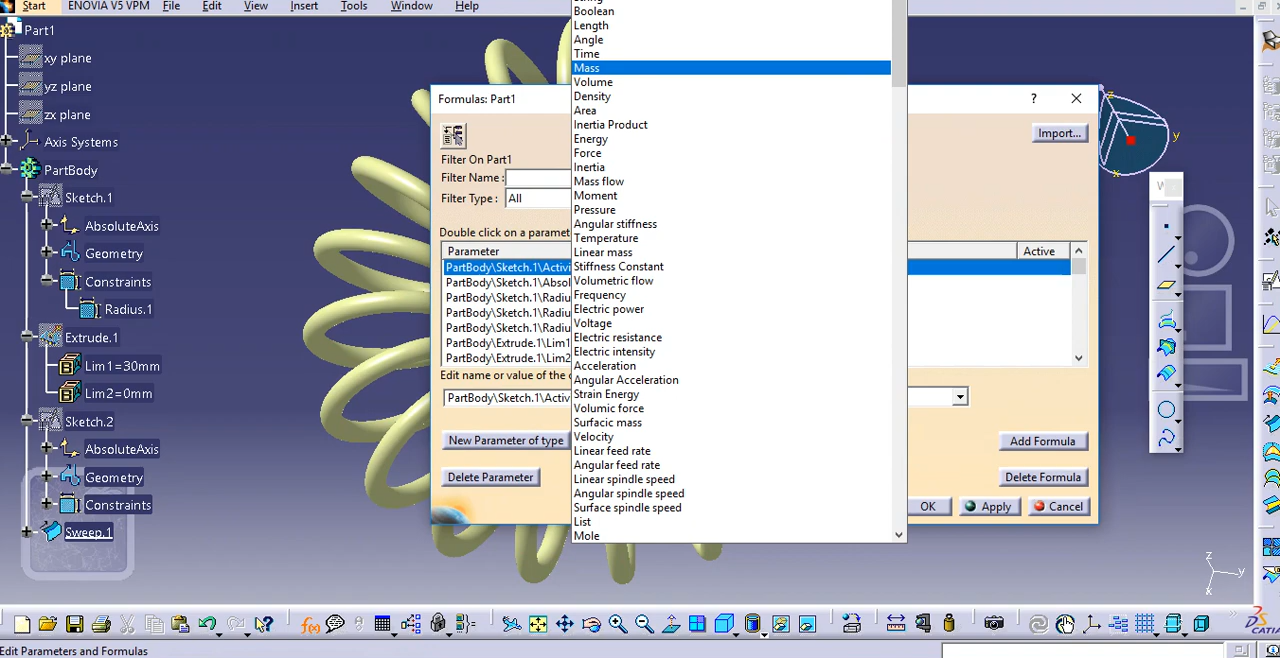 Start ENOVIA V5 VPM File Edit View Insert Tools Window Help
Part1
xy plane
yz plane
zx plane
Axis Systems
PartBody
Sketch.1
AbsoluteAxis
Geometry
Constraints
Radius.1
Extrude.1
Lim1=30mm
Lim2=0mm
Sketch.2
AbsoluteAxis
Geometry
Constraints
Sweep.1
Formulas: Part1
?
Import...
Filter On Part1
Filter Name :
Filter Type : All
Double click on a paramet
Parameter
Active
PartBody\Sketch.1\Activi
PartBody\Sketch.1\Absol
PartBody\Sketch.1\Radiu
PartBody\Sketch.1\Radiu
PartBody\Sketch.1\Radiu
PartBody\Extrude.1\Lim1
PartBody\Extrude.1\Lim2
Edit name or value of the c
PartBody\Sketch.1\Activ
New Parameter of type
Delete Parameter
Add Formula
Delete Formula
OK
Apply
Cancel
Boolean
Length
Angle
Time
Mass
Volume
Density
Area
Inertia Product
Energy
Force
Inertia
Mass flow
Moment
Pressure
Angular stiffness
Temperature
Linear mass
Stiffness Constant
Volumetric flow
Frequency
Electric power
Voltage
Electric resistance
Electric intensity
Acceleration
Angular Acceleration
Strain Energy
Volumic force
Surfacic mass
Velocity
Linear feed rate
Angular feed rate
Linear spindle speed
Angular spindle speed
Surface spindle speed
List
Mole
z
y
x
W
z
y
x
f(x)
CATIA
Edit Parameters and Formulas